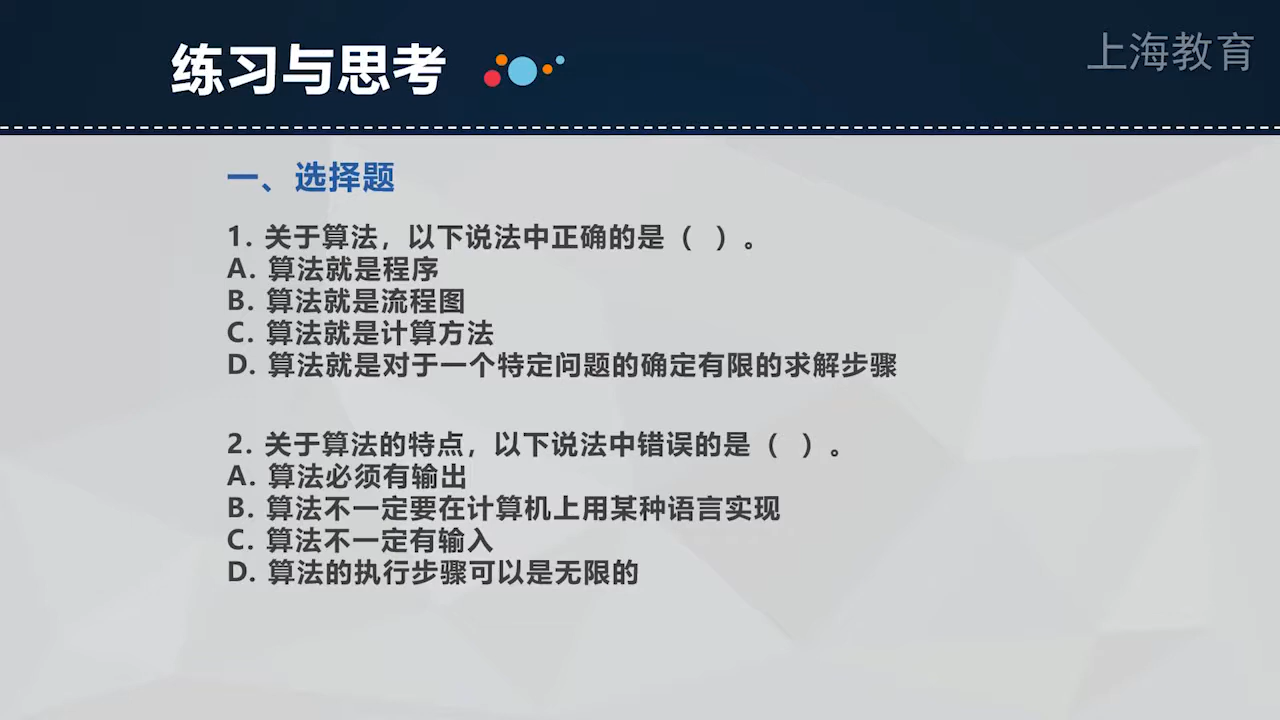 练习与思考
上海教育
一、选择题
1. 关于算法，以下说法中正确的是（  ）。
A. 算法就是程序
B. 算法就是流程图
C. 算法就是计算方法
D. 算法就是对于一个特定问题的确定有限的求解步骤
2. 关于算法的特点，以下说法中错误的是（  ）。
A. 算法必须有输出
B. 算法不一定要在计算机上用某种语言实现
C. 算法不一定有输入
D. 算法的执行步骤可以是无限的